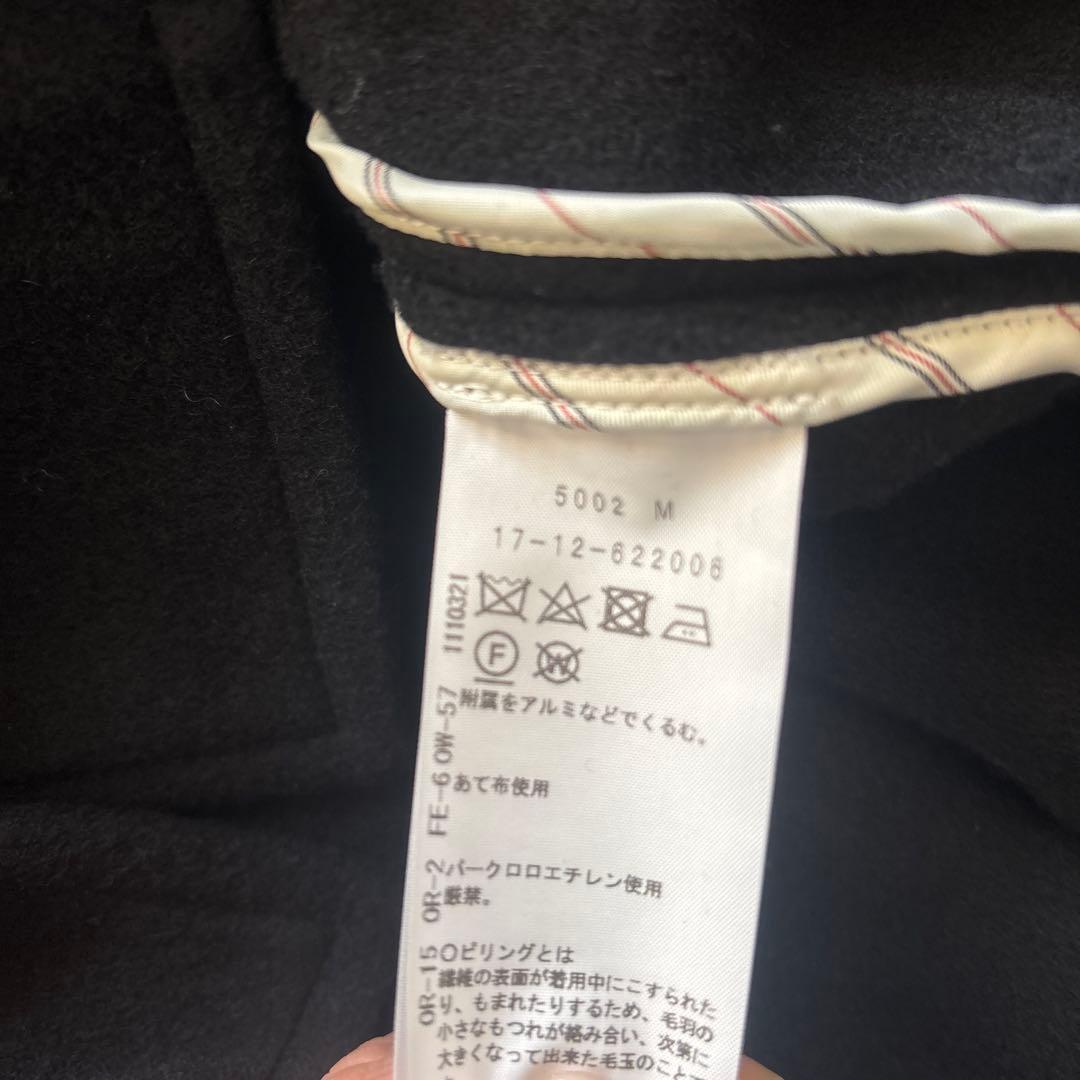 5002 M
17-12-622006
F W
附属をアルミなどでくるむ。
あて布使用
パークロロエチレン使用
厳禁。
〇ピリングとは
繊維の表面が着用中にこすられた
り、もまれたりするため、毛羽の
小さなもつれが絡み合い、次第に
大きくなって出来た毛玉のことで
OR-15 OR-2 FE-6 OW-57 1110321